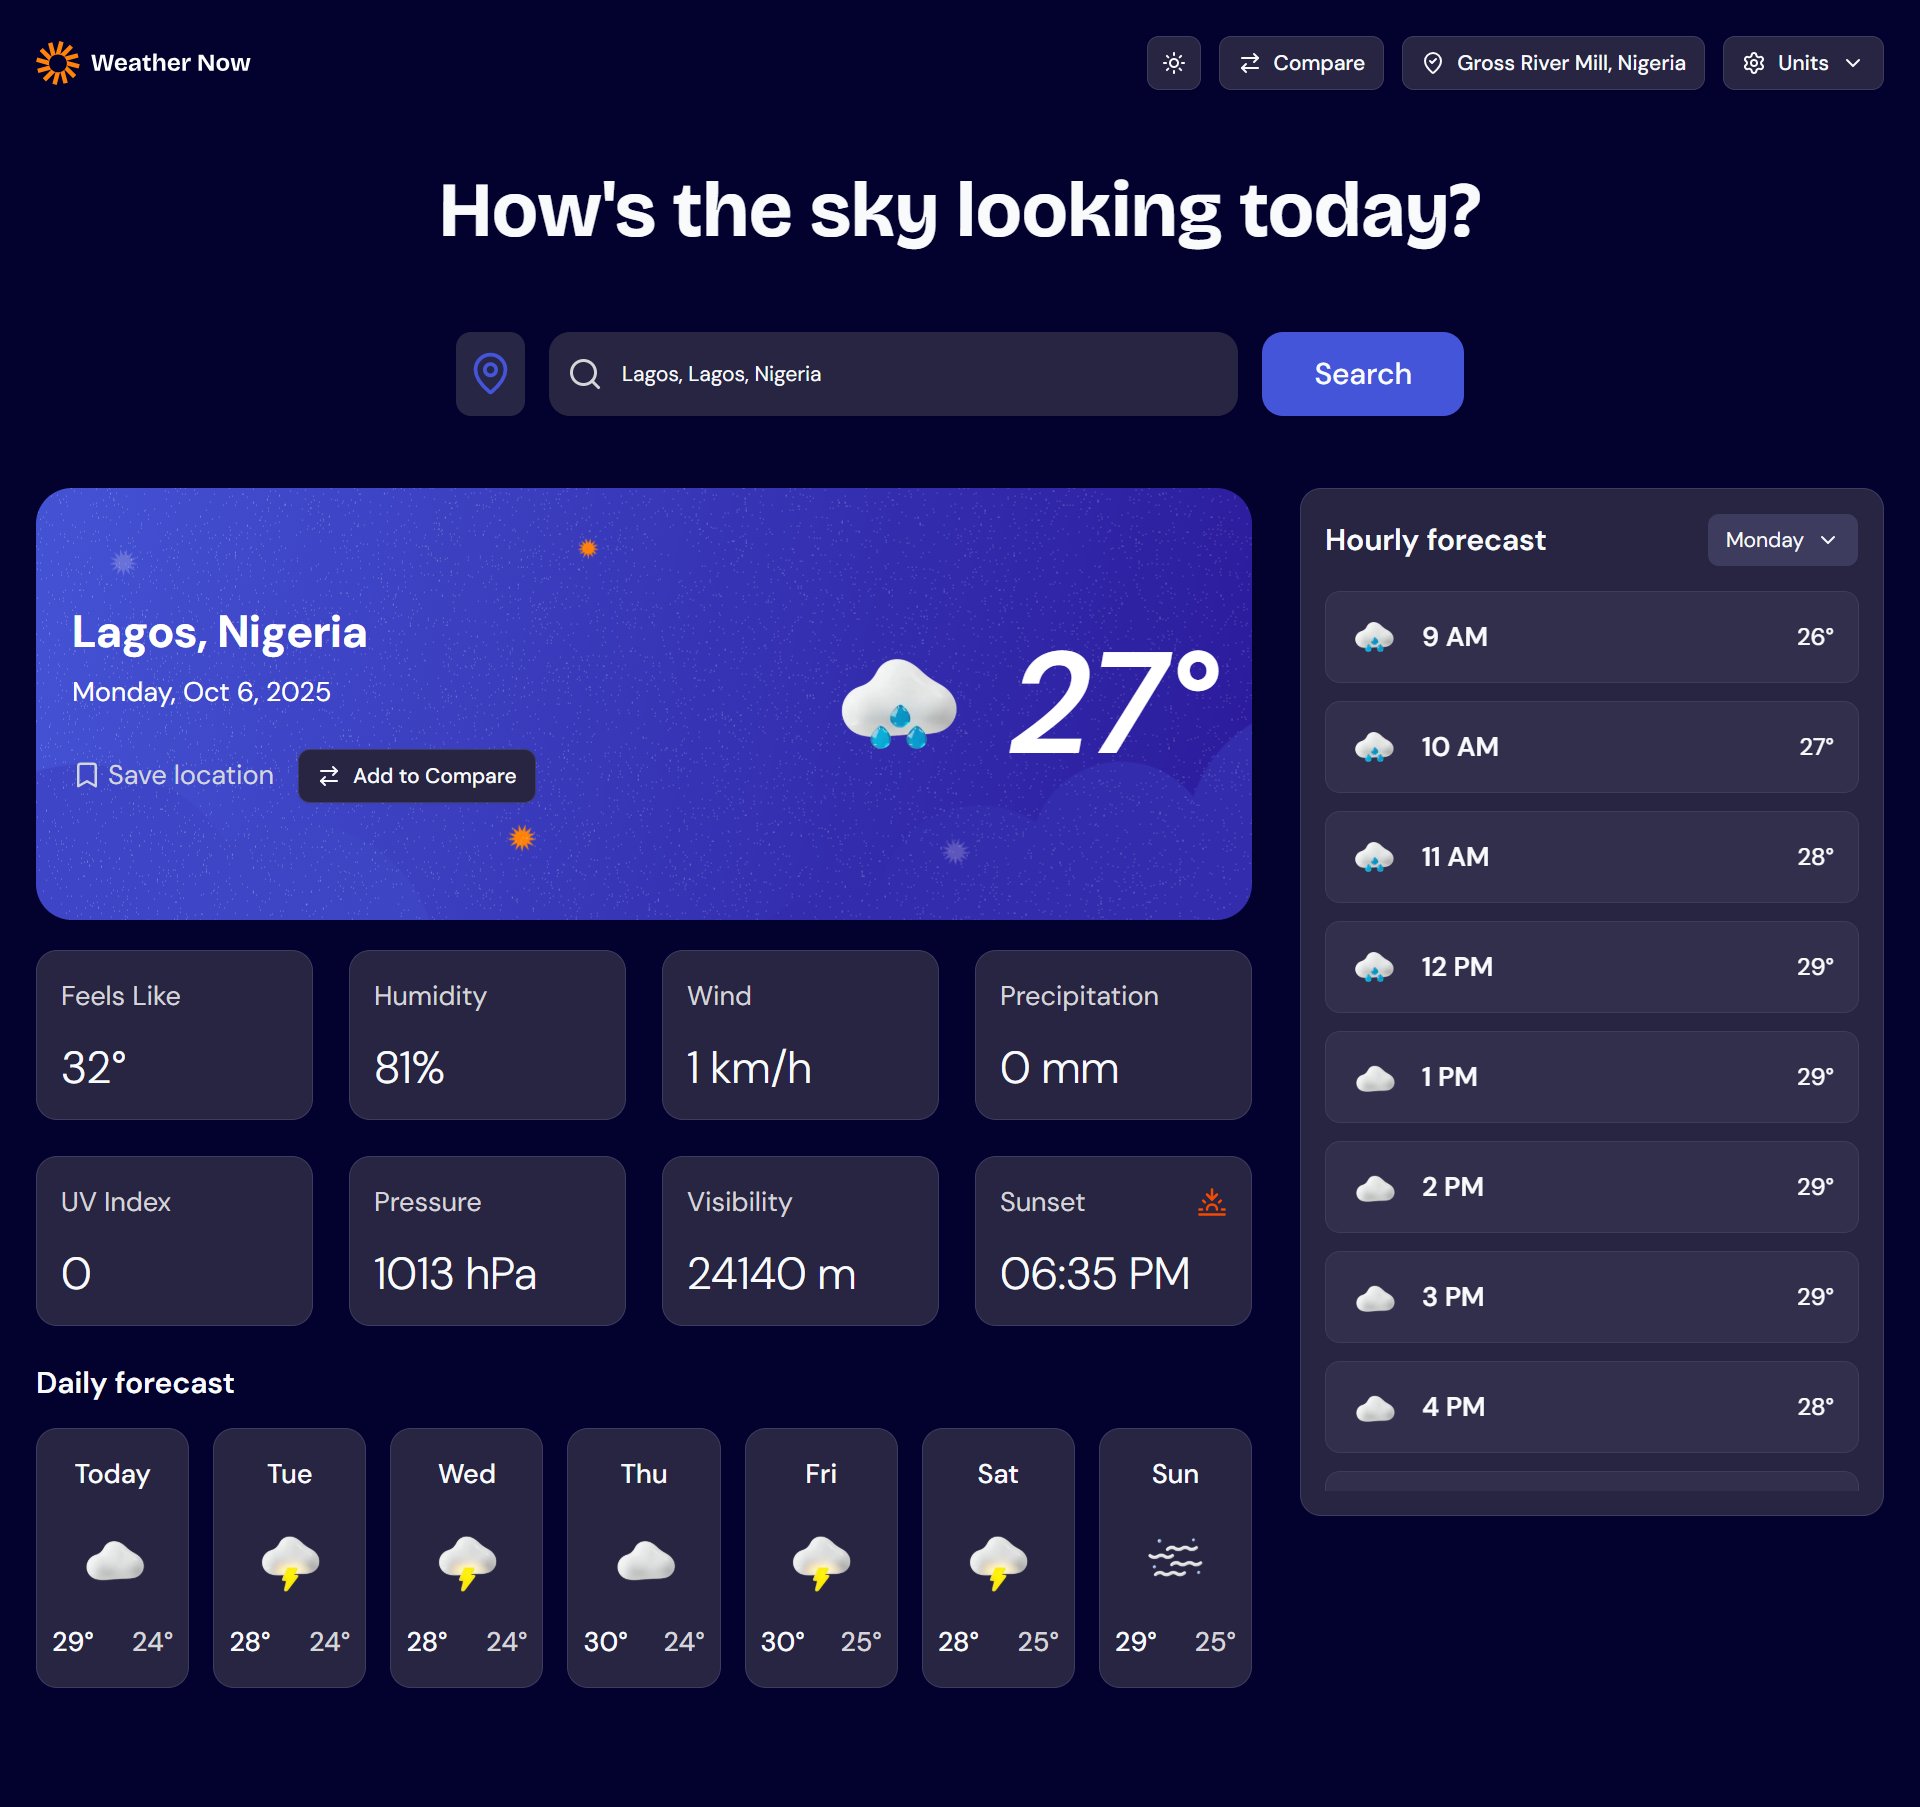 Weather Now
Compare
Gross River Mill, Nigeria
Units
How's the sky looking today?
Lagos, Lagos, Nigeria
Search
Lagos, Nigeria
Monday, Oct 6, 2025
Save location
Add to Compare
27°
Feels Like
32°
Humidity
81%
Wind
1 km/h
Precipitation
0 mm
UV Index
0
Pressure
1013 hPa
Visibility
24140 m
Sunset
06:35 PM
Daily forecast
Today
29° 24°
Tue
28° 24°
Wed
28° 24°
Thu
30° 24°
Fri
30° 25°
Sat
28° 25°
Sun
29° 25°
Hourly forecast
Monday
9 AM 26°
10 AM 27°
11 AM 28°
12 PM 29°
1 PM 29°
2 PM 29°
3 PM 29°
4 PM 28°